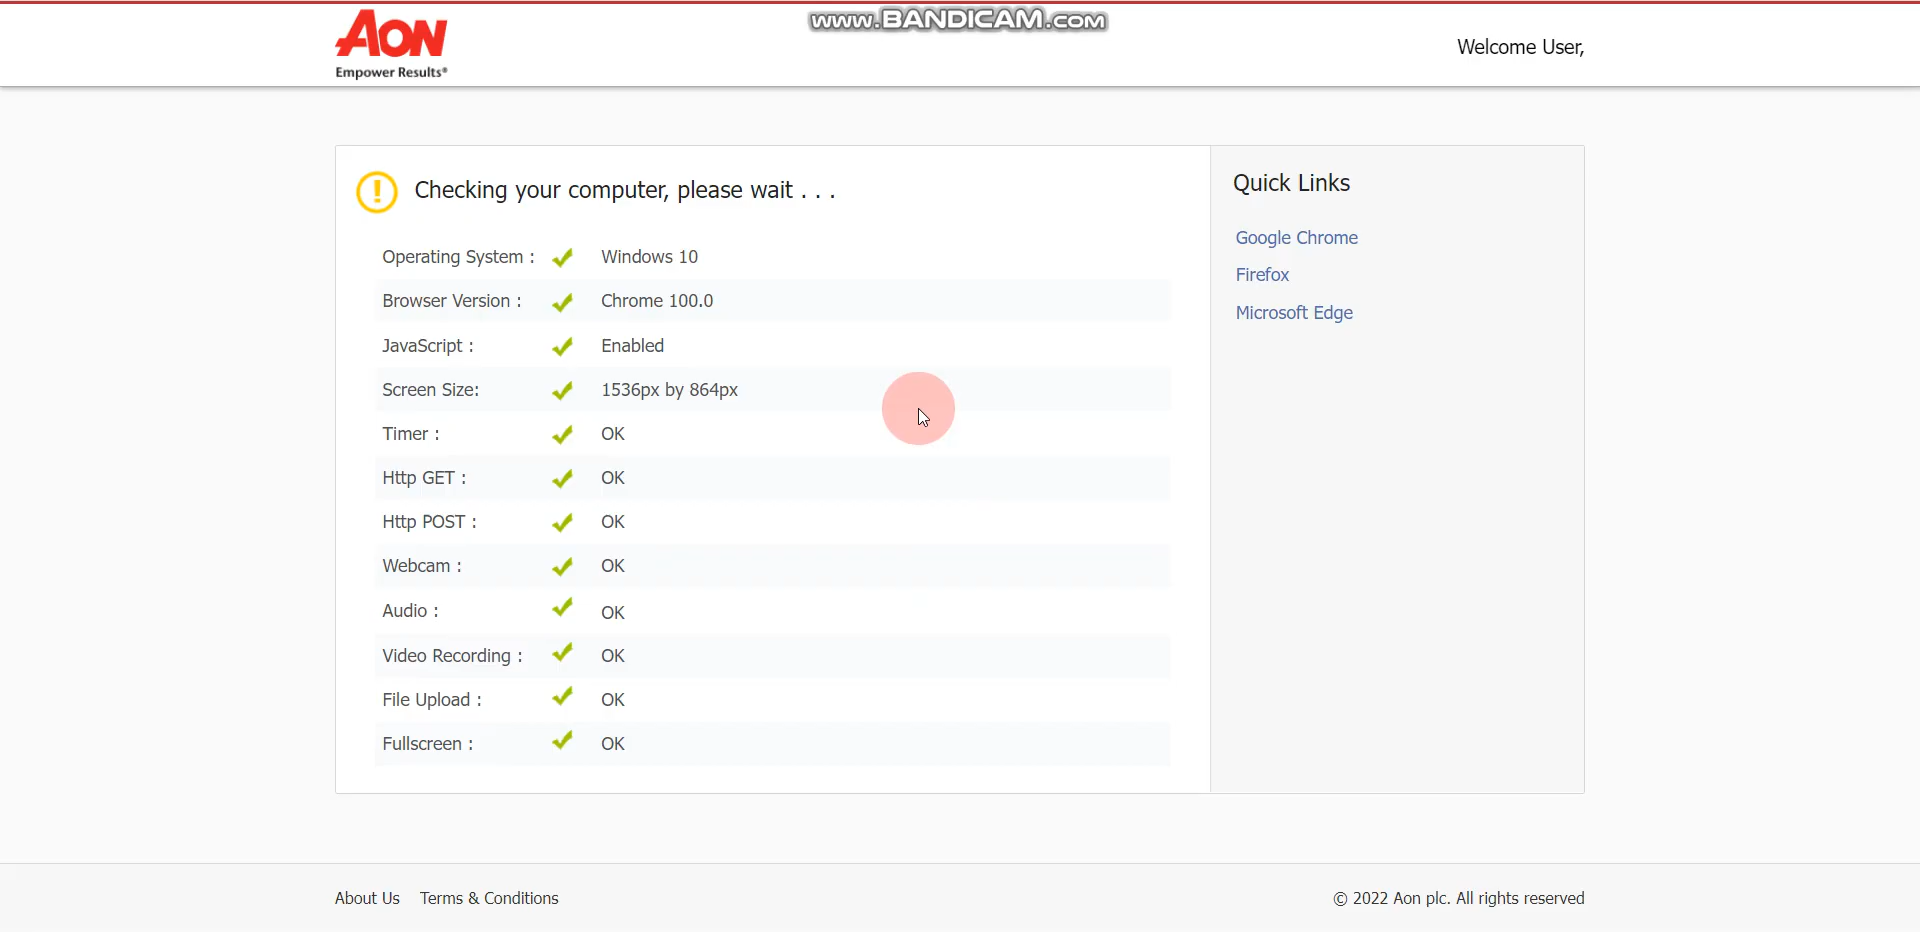 AON
Empower Results®
www.BANDICAM.com
Welcome User,
Checking your computer, please wait . . .
Operating System : Windows 10
Browser Version : Chrome 100.0
JavaScript : Enabled
Screen Size: 1536px by 864px
Timer : OK
Http GET : OK
Http POST : OK
Webcam : OK
Audio : OK
Video Recording : OK
File Upload : OK
Fullscreen : OK
Quick Links
Google Chrome
Firefox
Microsoft Edge
About Us Terms & Conditions
© 2022 Aon plc. All rights reserved